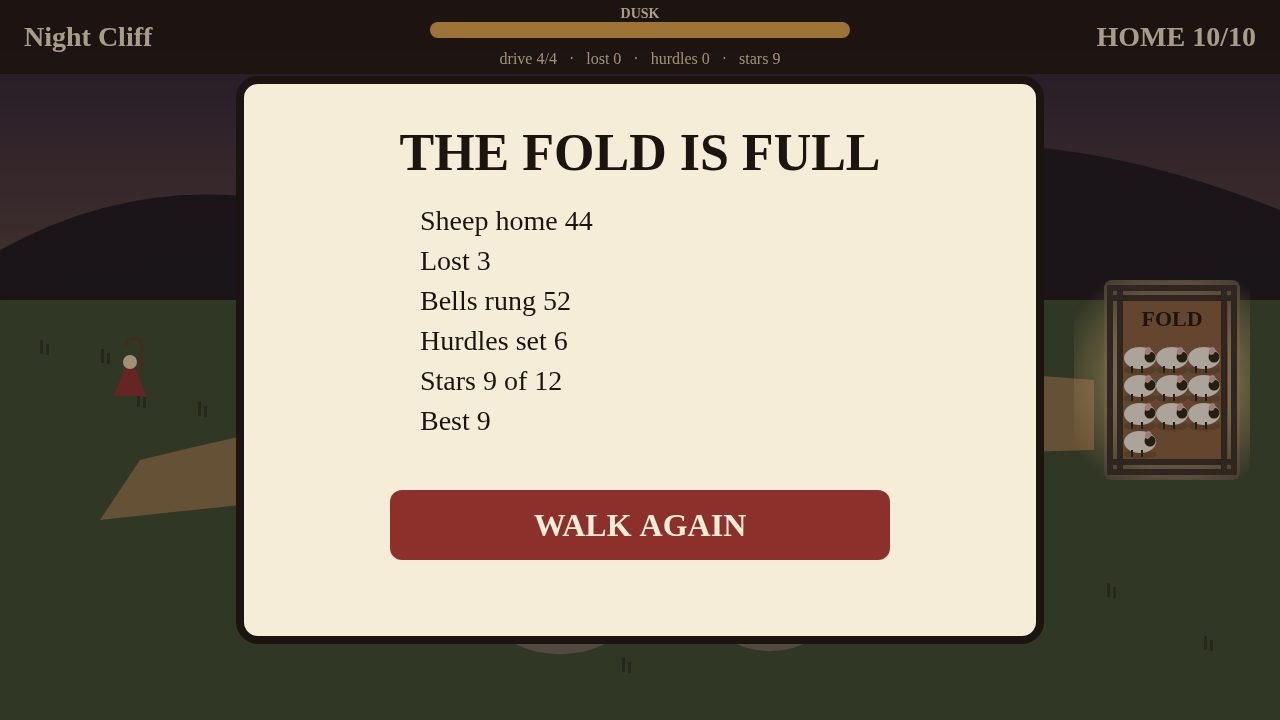 DUSK
Night Cliff
HOME 10/10
drive 4/4 · lost 0 · hurdles 0 · stars 9
THE FOLD IS FULL
Sheep home 44
Lost 3
Bells rung 52
Hurdles set 6
Stars 9 of 12
Best 9
WALK AGAIN
FOLD